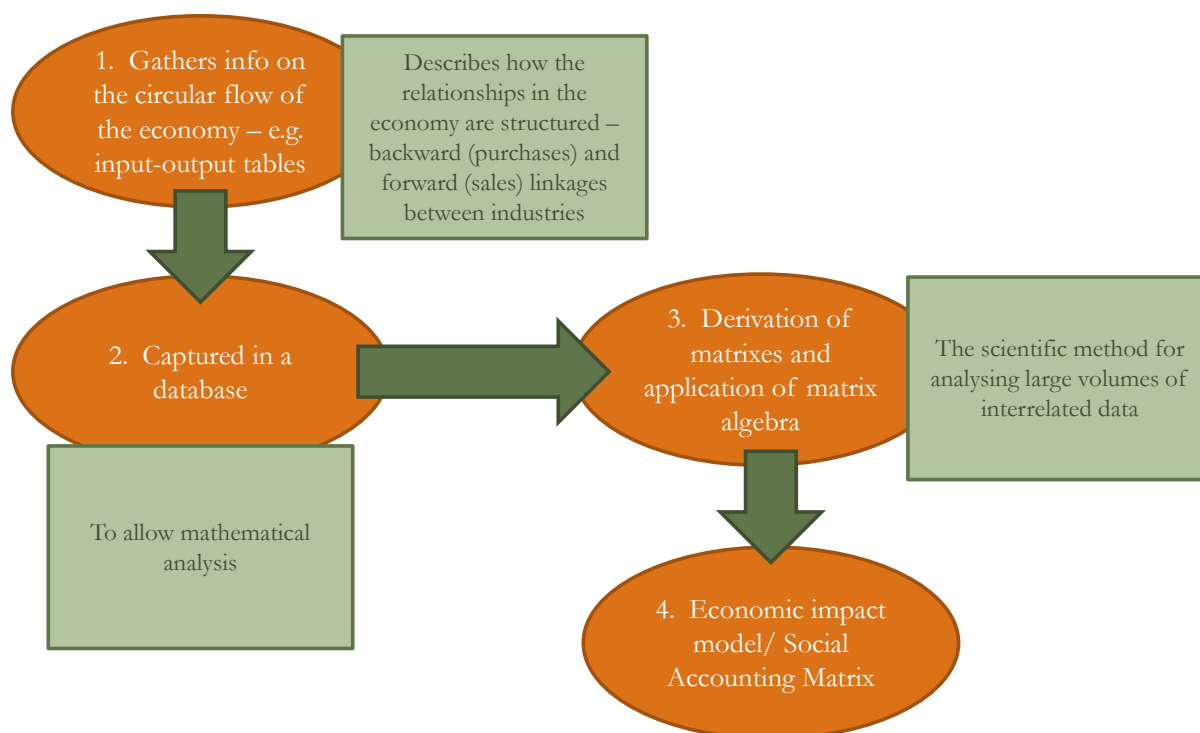 1. Gathers info on
the circular flow of
the economy – e.g.
input-output tables
Describes how the
relationships in the
economy are structured –
backward (purchases) and
forward (sales) linkages
between industries
2. Captured in a
database
To allow mathematical
analysis
3. Derivation of
matrixes and
application of matrix
algebra
The scientific method for
analysing large volumes of
interrelated data
4. Economic impact
model/ Social
Accounting Matrix